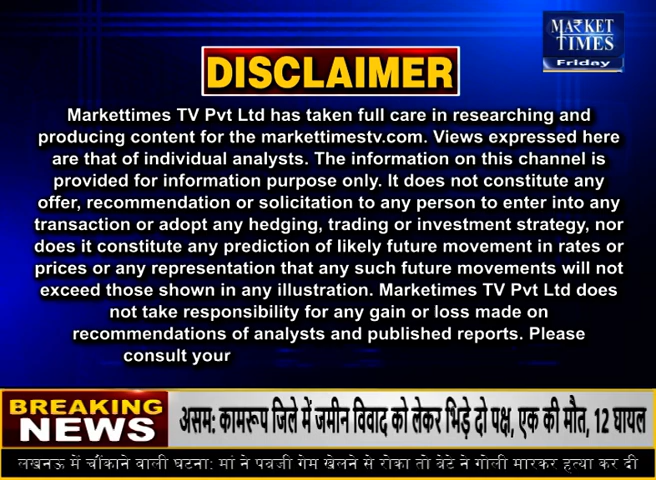 MARKET
TIMES
Friday
DISCLAIMER
Markettimes TV Pvt Ltd has taken full care in researching and
producing content for the markettimestv.com. Views expressed here
are that of individual analysts. The information on this channel is
provided for information purpose only. It does not constitute any
offer, recommendation or solicitation to any person to enter into any
transaction or adopt any hedging, trading or investment strategy, nor
does it constitute any prediction of likely future movement in rates or
prices or any representation that any such future movements will not
exceed those shown in any illustration. Marketimes TV Pvt Ltd does
not take responsibility for any gain or loss made on
recommendations of analysts and published reports. Please
consult your
BREAKING
NEWS
असम: कामरूप जिले में जमीन विवाद को लेकर भिड़े दो पक्ष, एक की मौत, 12 घायल
लखनऊ में चौंकाने वाली घटना: मां ने पबजी गेम खेलने से रोका तो बेटे ने गोली मारकर हत्या कर दी